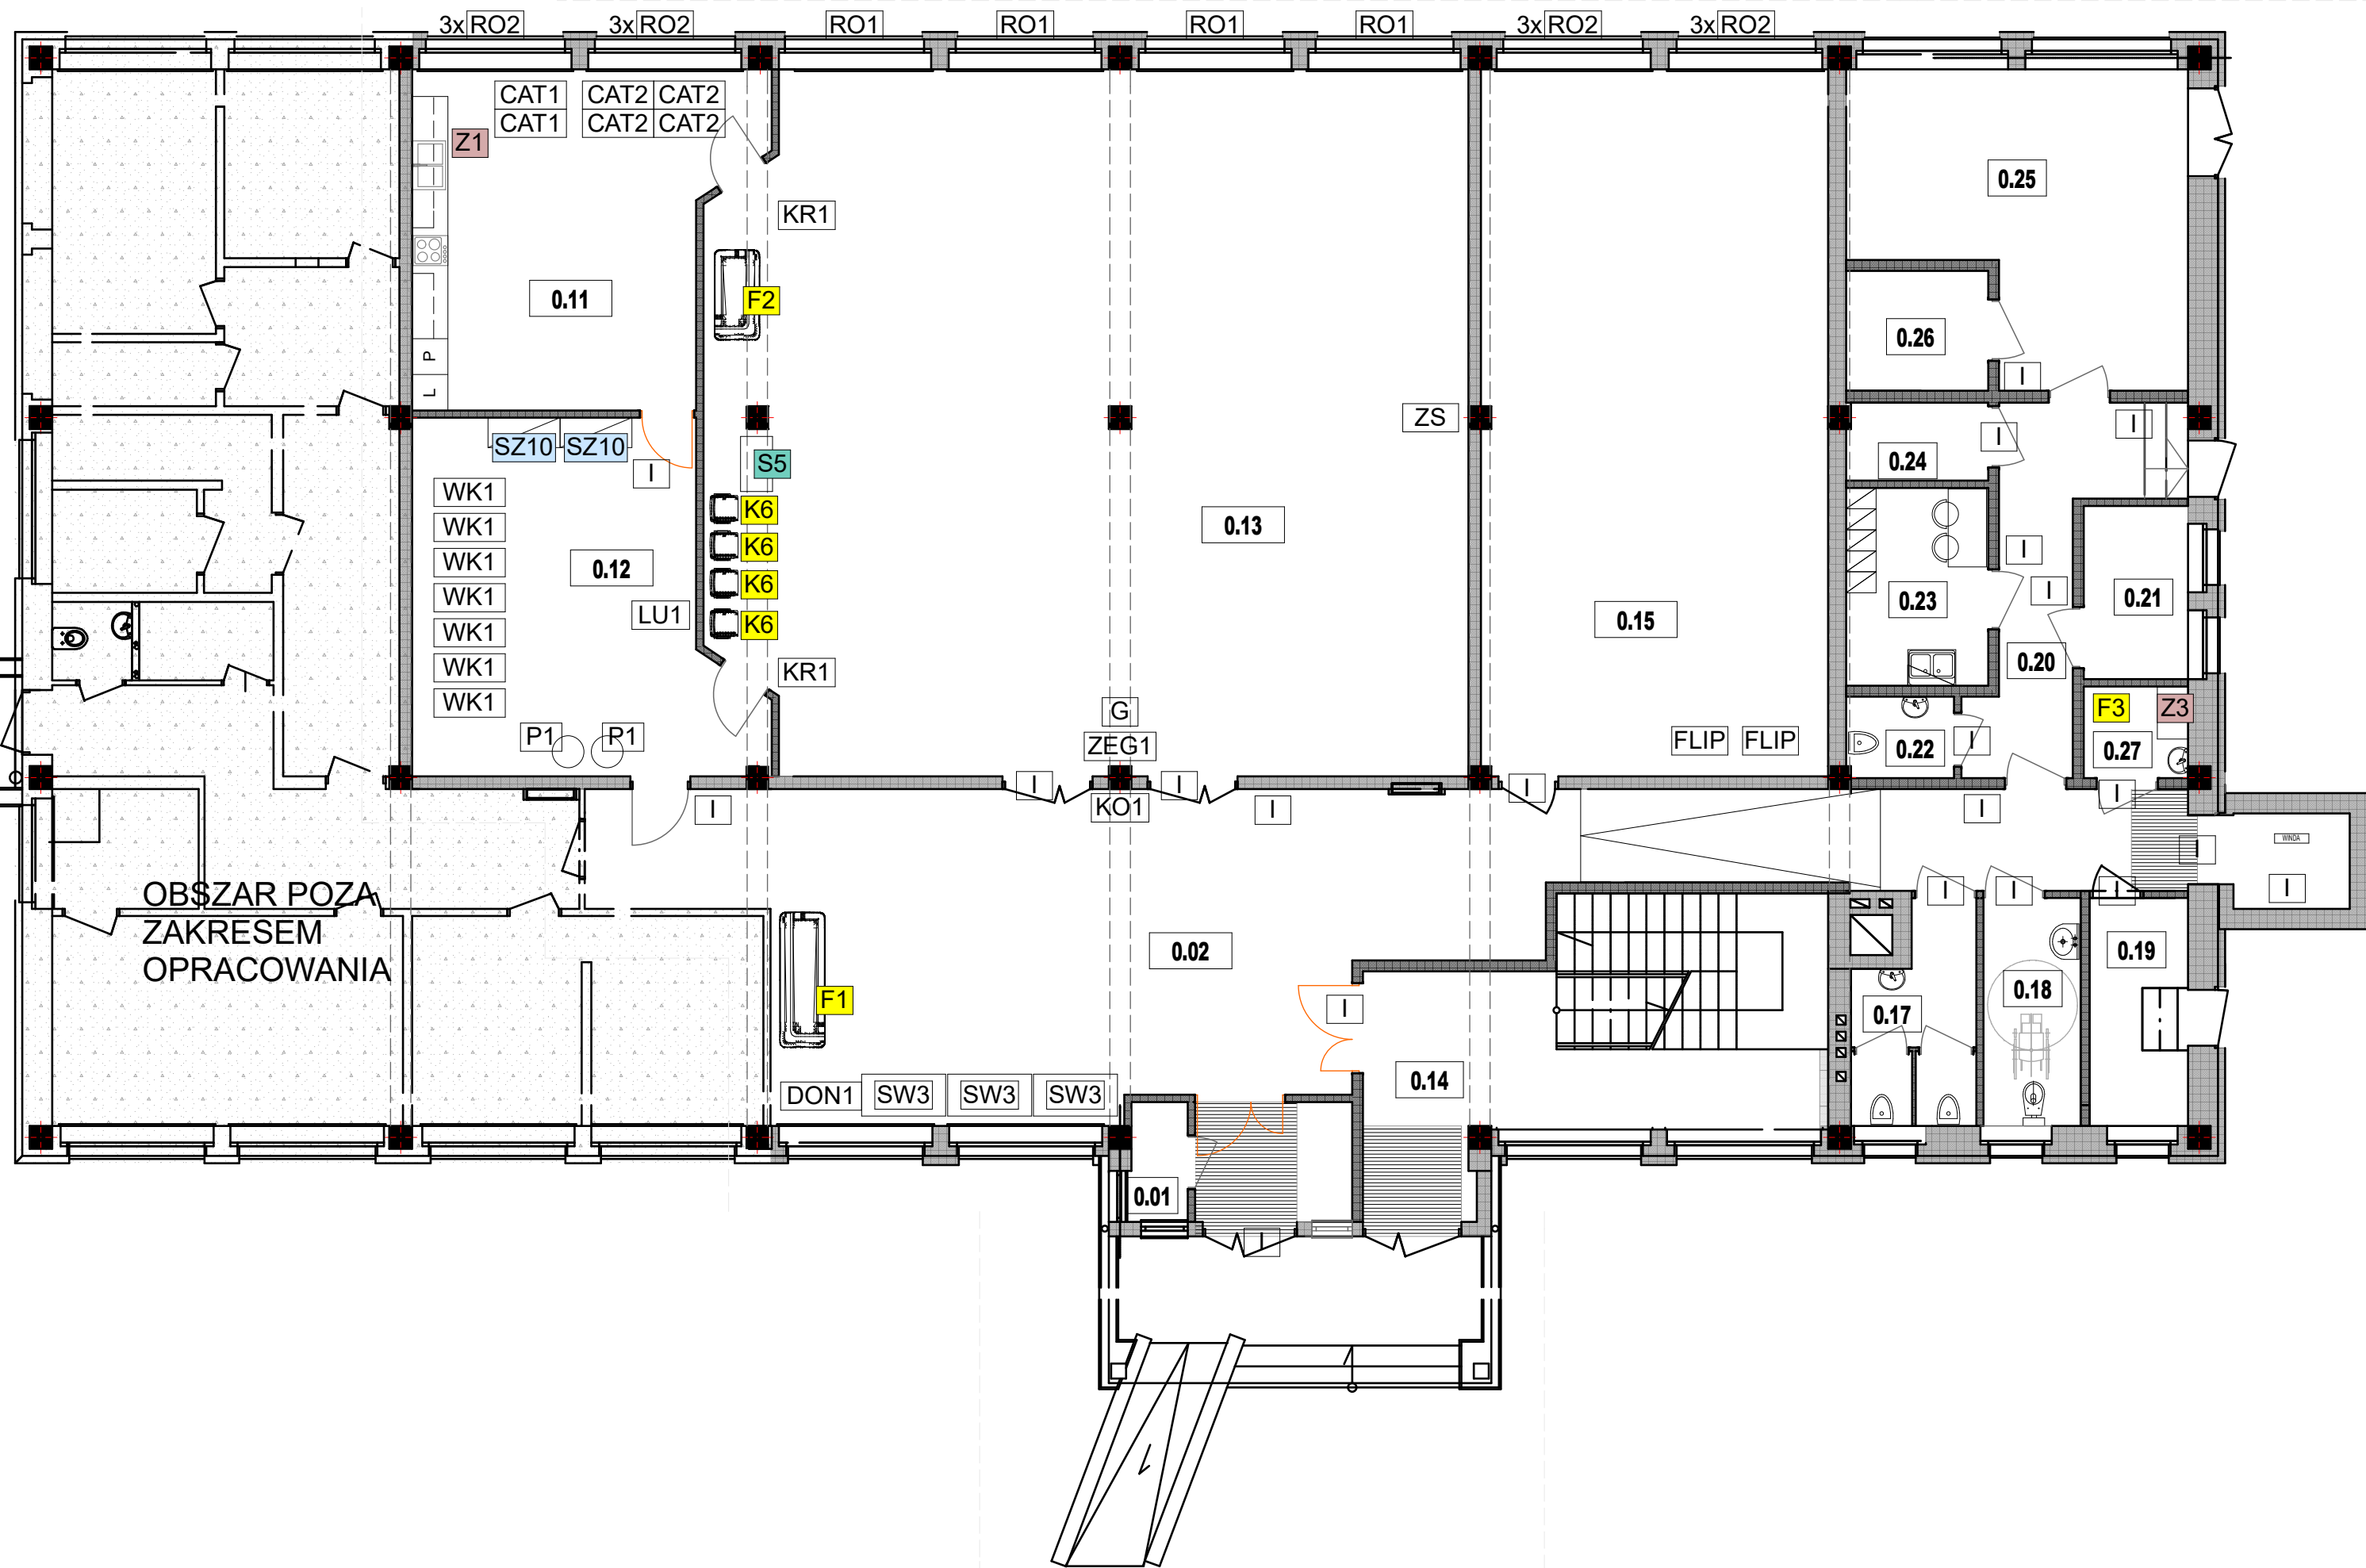 3x RO2 3x RO2 RO1 RO1 RO1 RO1 3x RO2 3x RO2
CAT1 CAT2 CAT2
CAT1 CAT2 CAT2
Z1
0.25
KR1
0.11
F2
0.26
P
I
L
ZS
I
I
SZ10 SZ10
0.24
S5
I
WK1
K6
0.13
WK1
K6
I
WK1
0.12
K6
I
WK1
0.23
0.21
LU1
K6
0.15
WK1
0.20
WK1
KR1
WK1
G
F3
Z3
P1
P1
ZEG1
FLIP FLIP
0.22
I
0.27
I
I
I
I
I
I
I
KO1
I
WINDA
I
I
I
I
I
OBSZAR POZA
ZAKRESEM
OPRACOWANIA
0.02
0.19
F1
I
0.18
0.17
0.14
DON1 SW3 SW3 SW3
0.01
I